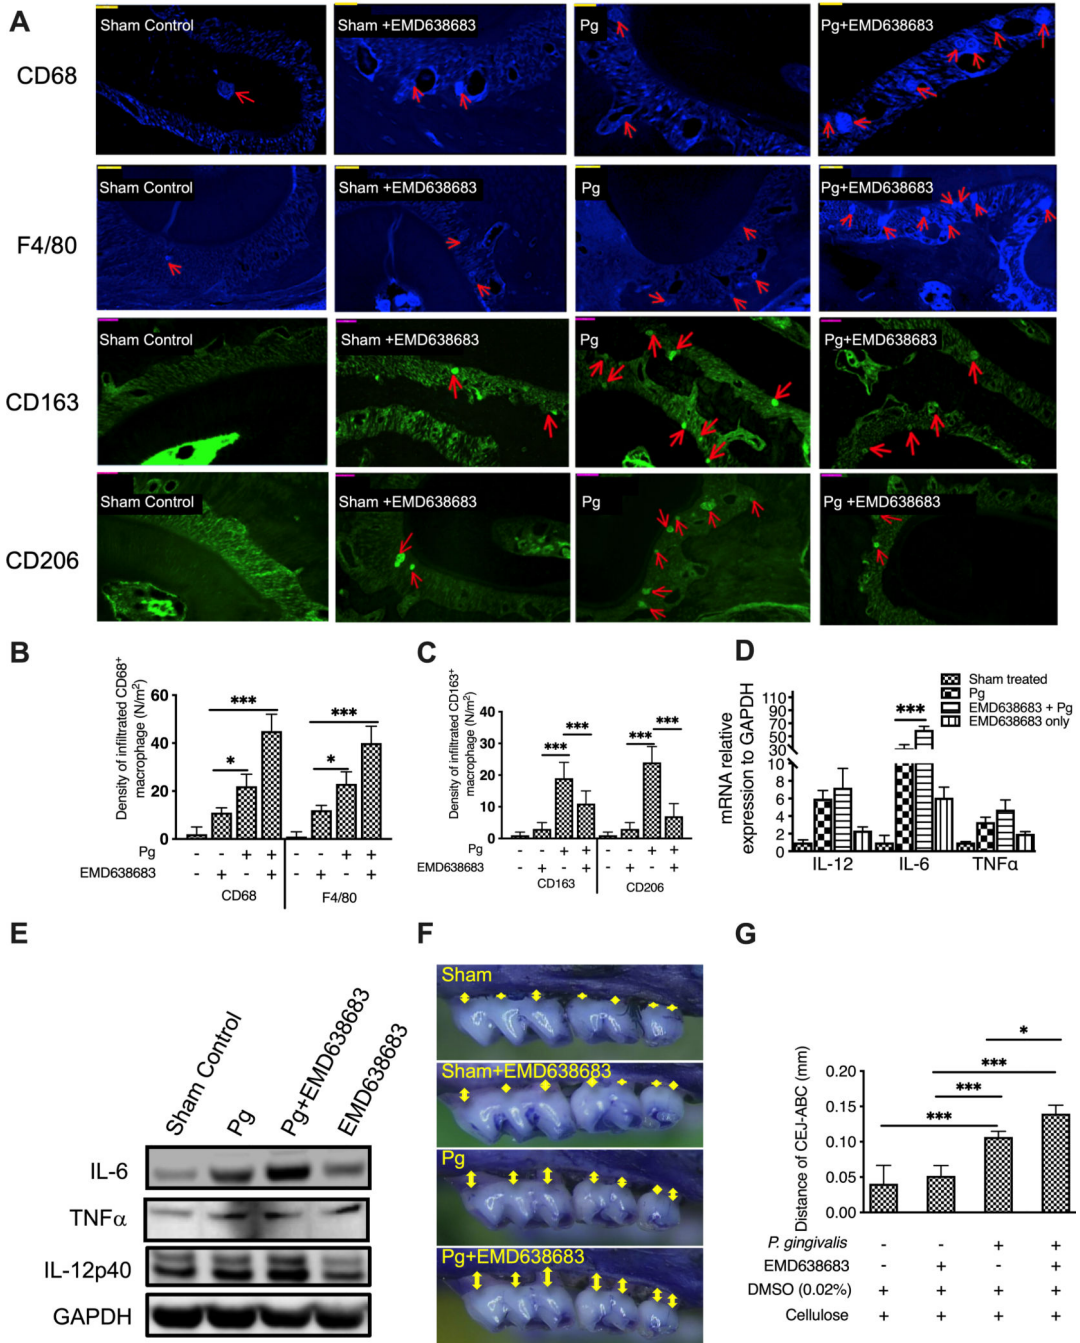 A
Sham Control
Sham +EMD638683
Pg
Pg+EMD638683
CD68
Sham Control
Sham +EMD638683
Pg
Pg+EMD638683
F4/80
Sham Control
Sham +EMD638683
Pg
Pg+EMD638683
CD163
Sham Control
Sham +EMD638683
Pg
Pg +EMD638683
CD206
B
Density of infiltrated CD68+
macrophage (N/m²)
60
40
20
0
*
***
*
***
Pg - - + + - - + +
EMD638683 - + - + - + - +
CD68 F4/80
C
Density of infiltrated CD163+
macrophage (N/m²)
40
30
20
10
0
***
***
***
***
Pg - - + + - - + +
EMD638683 - + - + - + - +
CD163 CD206
D
mRNA relative
expression to GAPDH
110
90
70
50
30
10
8
6
4
2
0
***
Sham treated
Pg
EMD638683 + Pg
EMD638683 only
IL-12 IL-6 TNFα
E
Sham Control
Pg
Pg+EMD638683
EMD638683
IL-6
TNFα
IL-12p40
GAPDH
F
Sham
Sham+EMD638683
Pg
Pg+EMD638683
G
Distance of CEJ-ABC (mm)
0.20
0.15
0.10
0.05
0.00
*
***
***
***
P. gingivalis - - + +
EMD638683 - + - +
DMSO (0.02%) + + + +
Cellulose + + + +